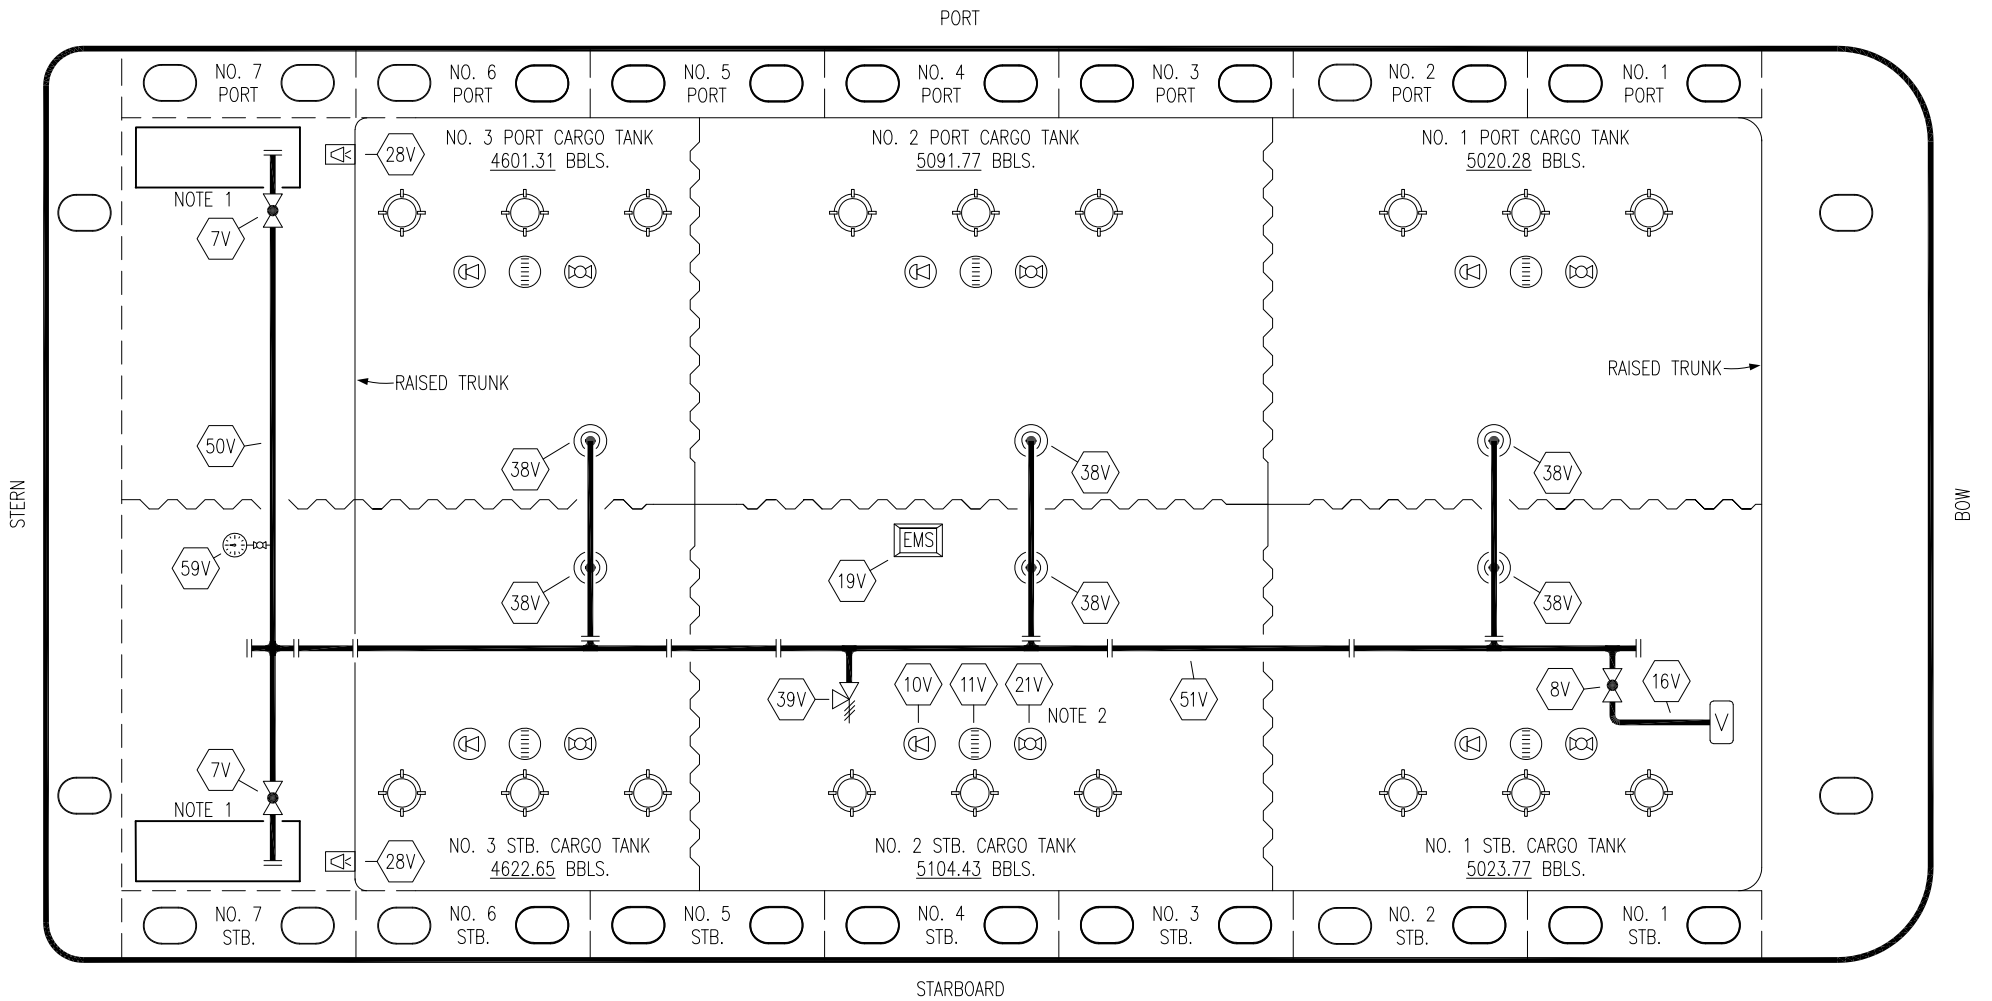 PORT
NO. 7
PORT
NO. 6
PORT
NO. 5
PORT
NO. 4
PORT
NO. 3
PORT
NO. 2
PORT
NO. 1
PORT
NO. 3 PORT CARGO TANK
4601.31 BBLS.
NO. 2 PORT CARGO TANK
5091.77 BBLS.
NO. 1 PORT CARGO TANK
5020.28 BBLS.
28V
NOTE 1
7V
RAISED TRUNK
RAISED TRUNK
50V
38V
38V
38V
STERN
BOW
EMS
59V
19V
38V
38V
38V
39V
10V
11V
21V
NOTE 2
51V
8V
16V
V
7V
NOTE 1
28V
NO. 3 STB. CARGO TANK
4622.65 BBLS.
NO. 2 STB. CARGO TANK
5104.43 BBLS.
NO. 1 STB. CARGO TANK
5023.77 BBLS.
NO. 7
STB.
NO. 6
STB.
NO. 5
STB.
NO. 4
STB.
NO. 3
STB.
NO. 2
STB.
NO. 1
STB.
STARBOARD